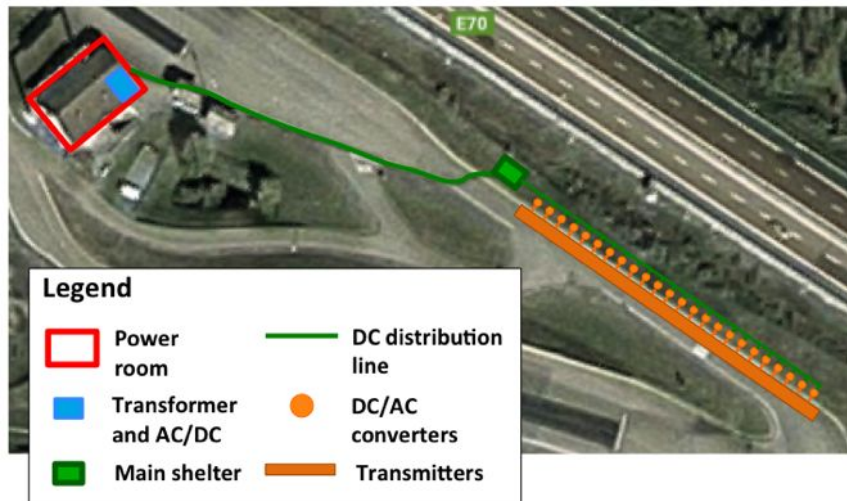 E70
Legend
Power
room
DC distribution
line
Transformer
and AC/DC
DC/AC
converters
Main shelter
Transmitters